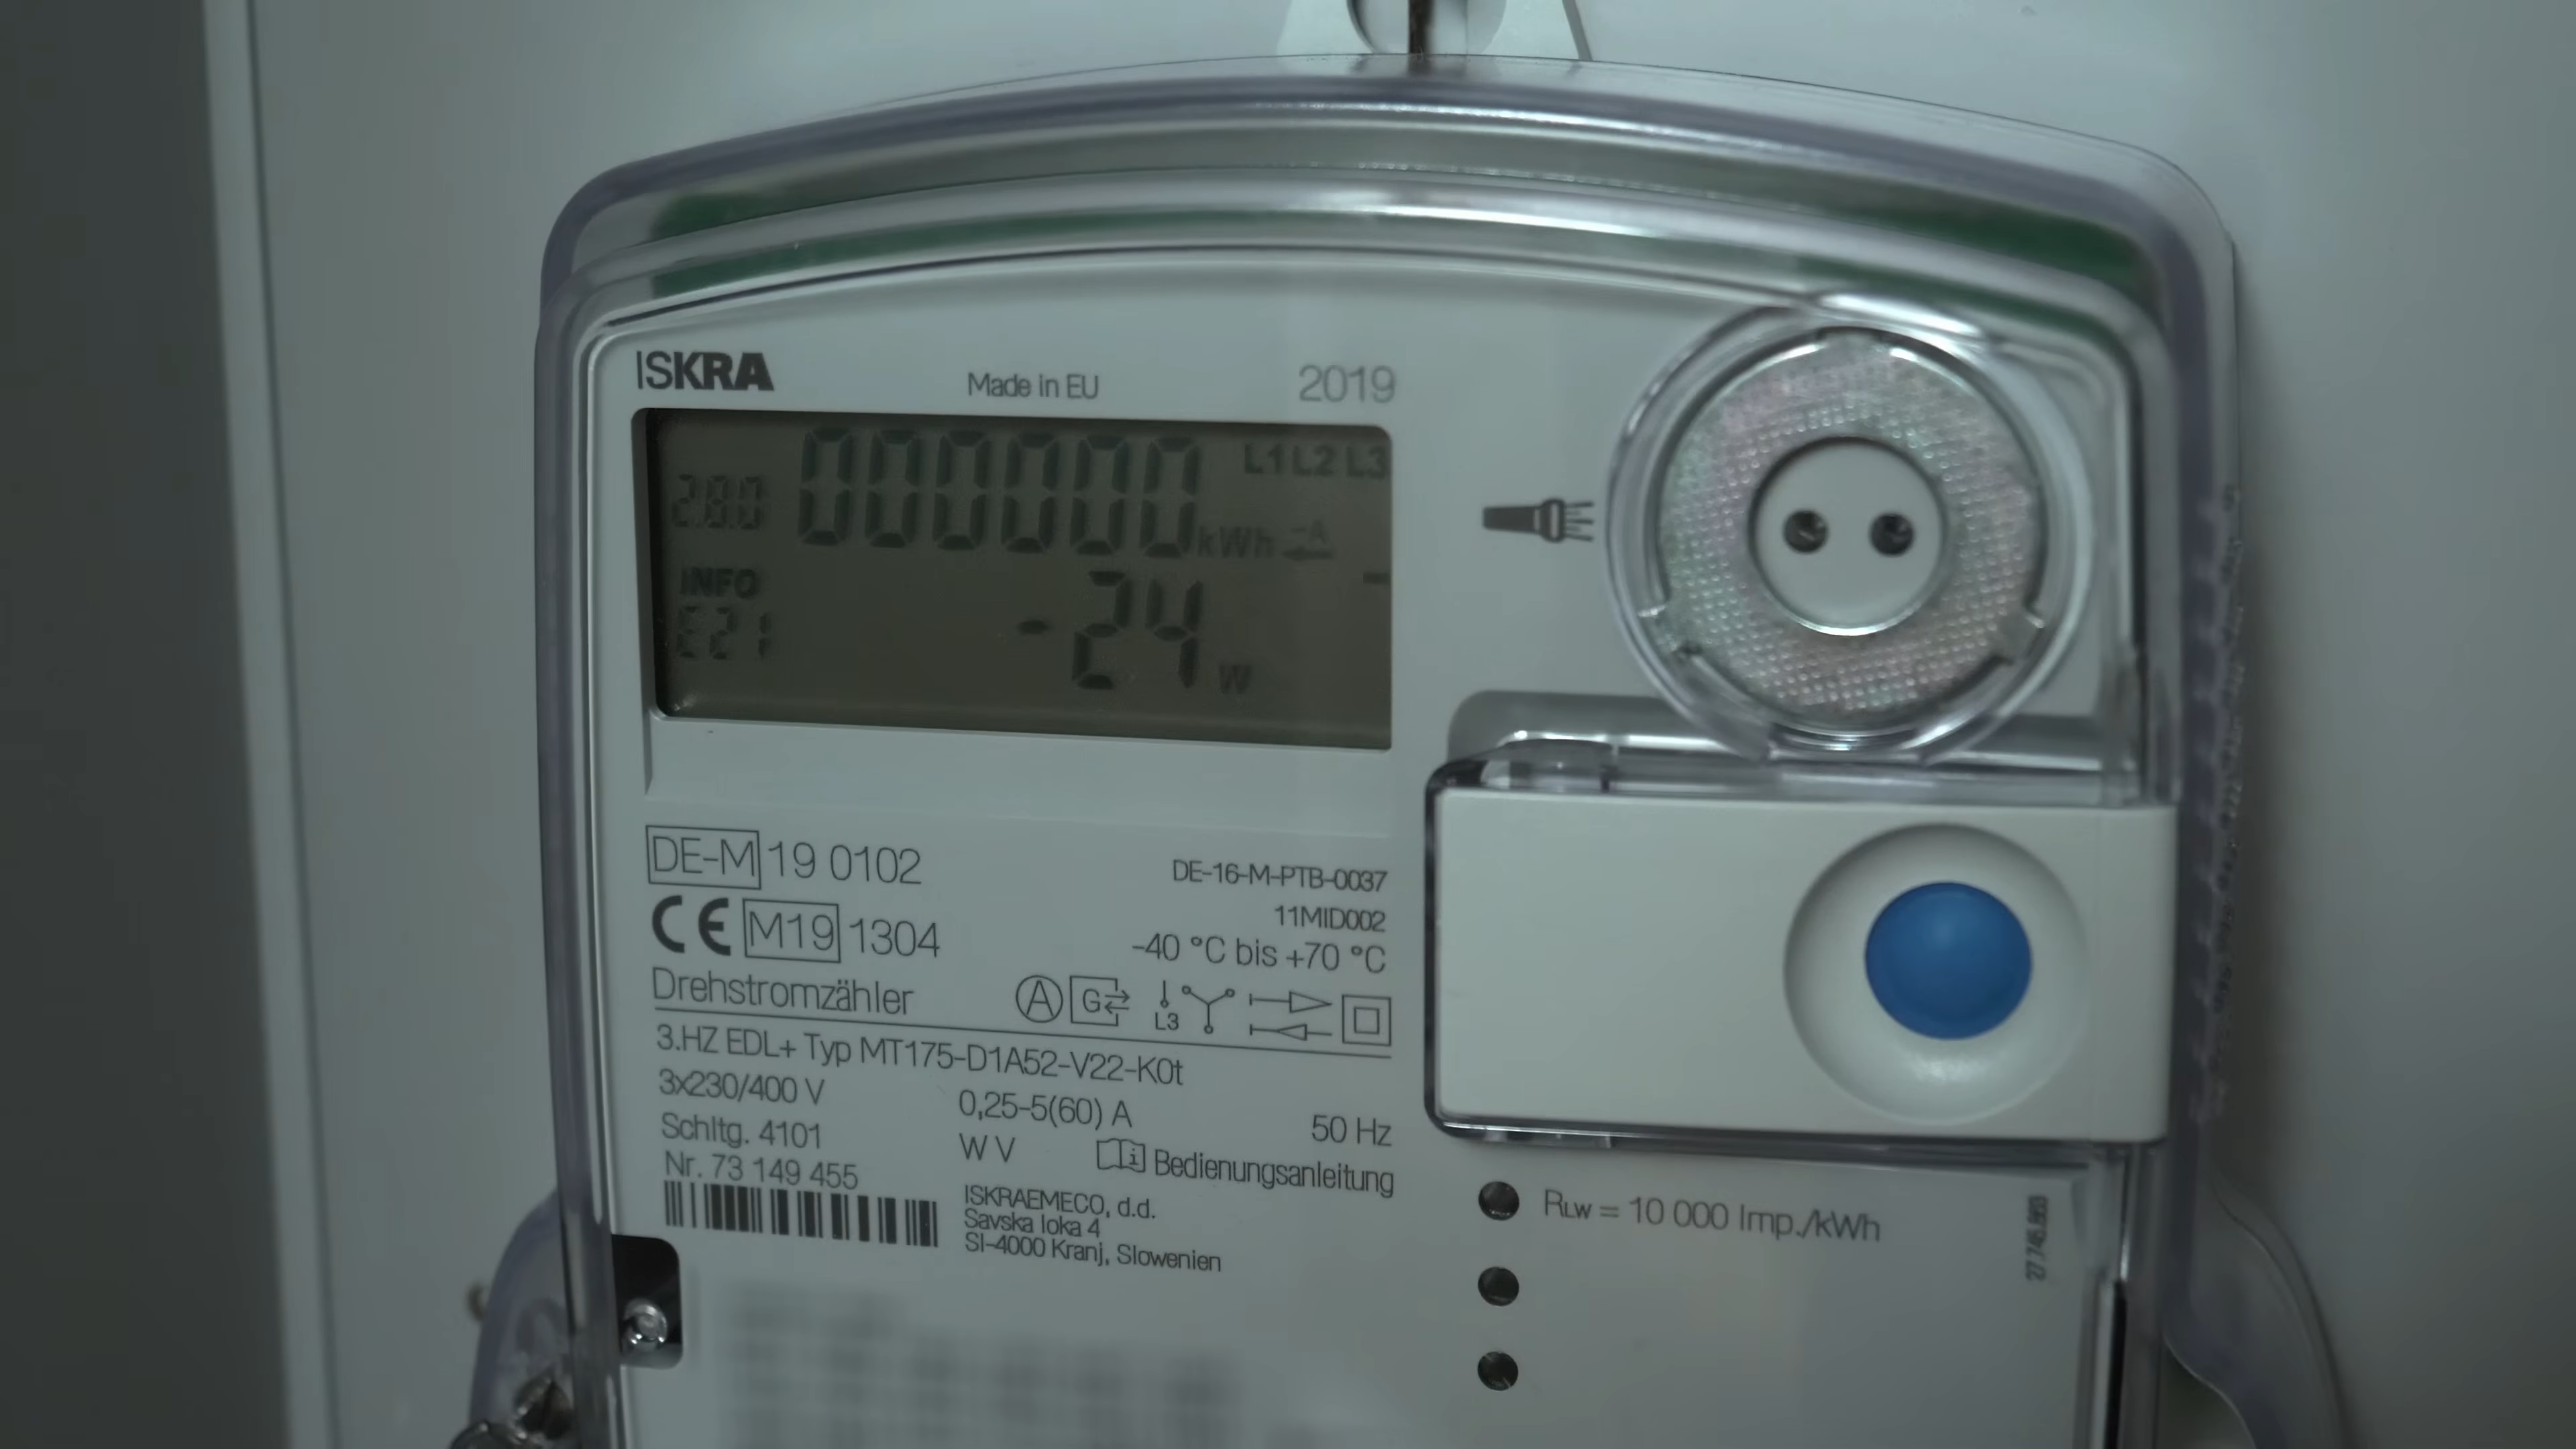 ISKRA Made in EU 2019
000000 L1 L2 L3
2.8.0 kWh -A
INFO
E21 -24 W
DE-M 19 0102 DE-16-M-PTB-0037
CE M19 1304 11MID002
-40 °C bis +70 °C
Drehstromzähler A G L3
3.HZ EDL+ Typ MT175-D1A52-V22-K0t
3x230/400 V 0,25-5(60) A 50 Hz
Schltg. 4101 W V i Bedienungsanleitung
Nr. 73 149 455
ISKRAEMECO, d.d.
Savska loka 4
SI-4000 Kranj, Slowenien
RLW = 10 000 Imp./kWh